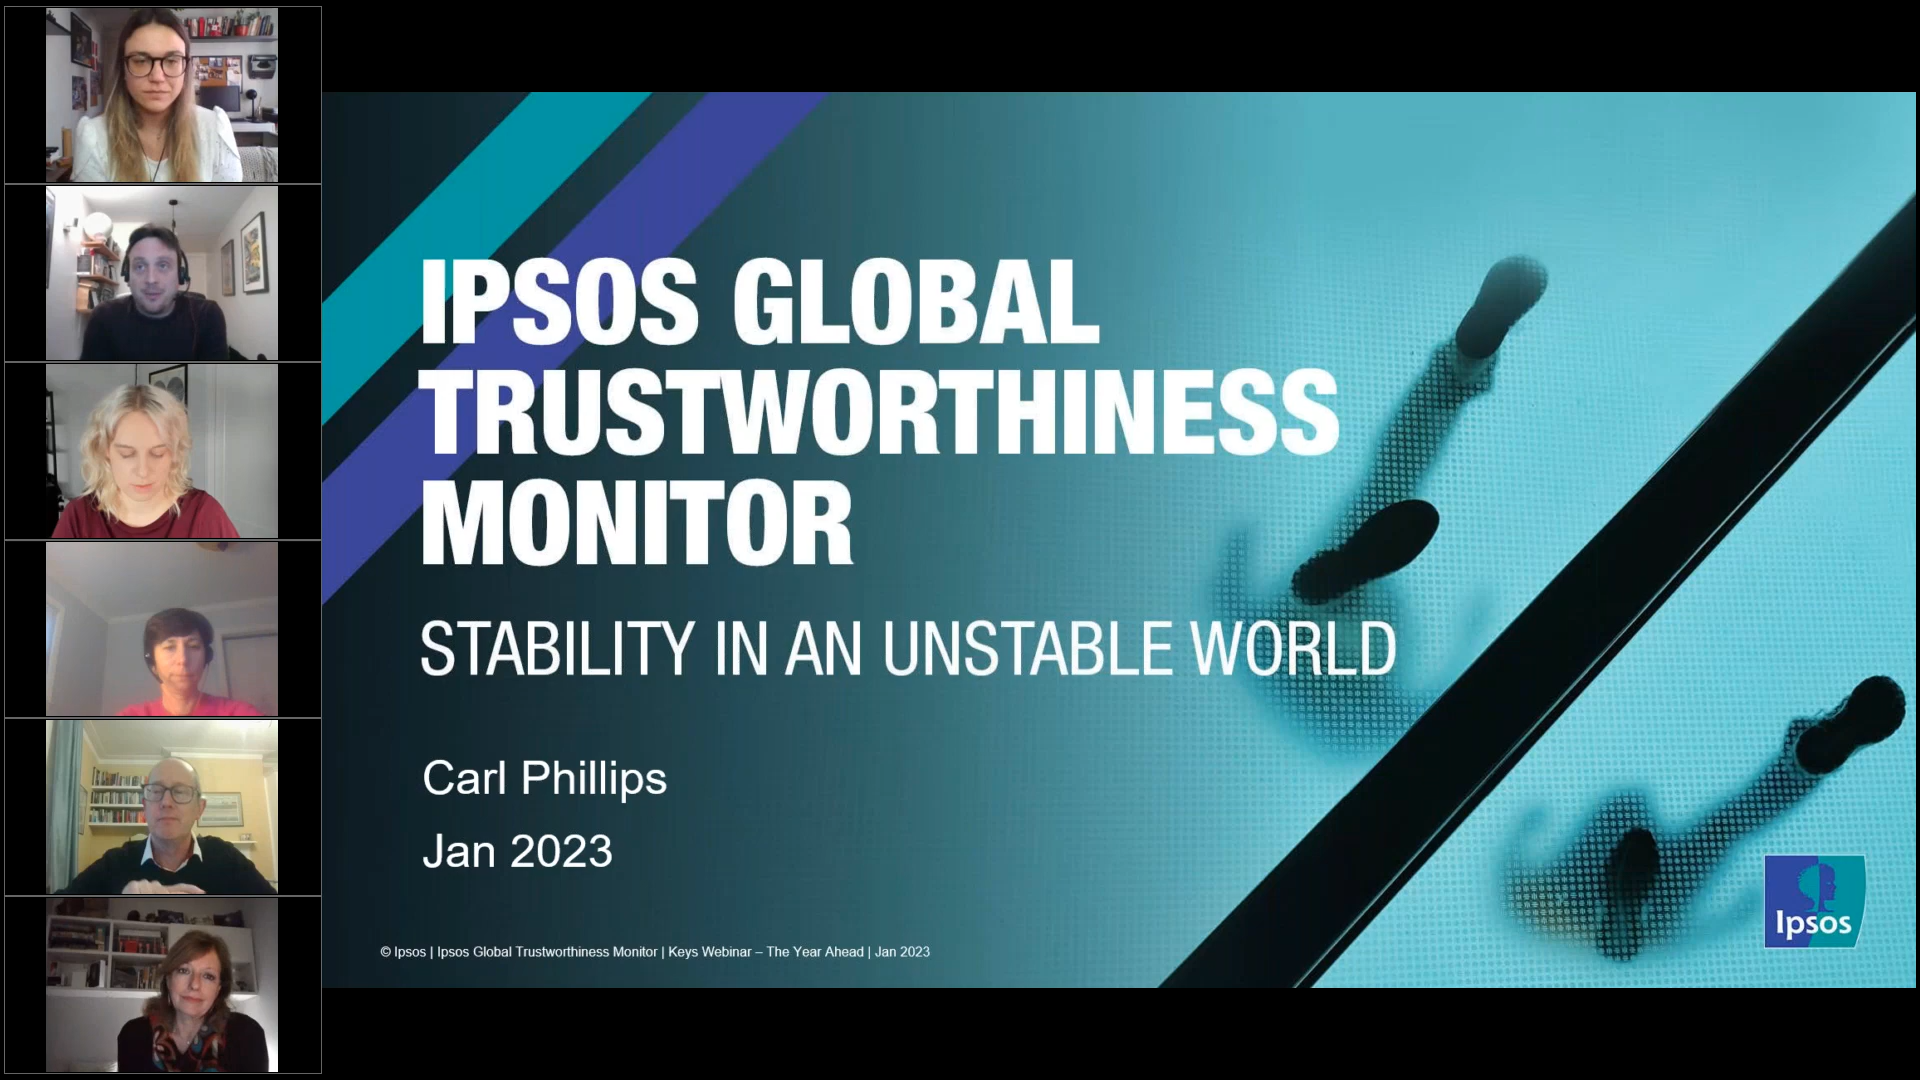 IPSOS GLOBAL
TRUSTWORTHINESS
MONITOR
STABILITY IN AN UNSTABLE WORLD
Carl Phillips
Jan 2023
© Ipsos | Ipsos Global Trustworthiness Monitor | Keys Webinar – The Year Ahead | Jan 2023
Ipsos